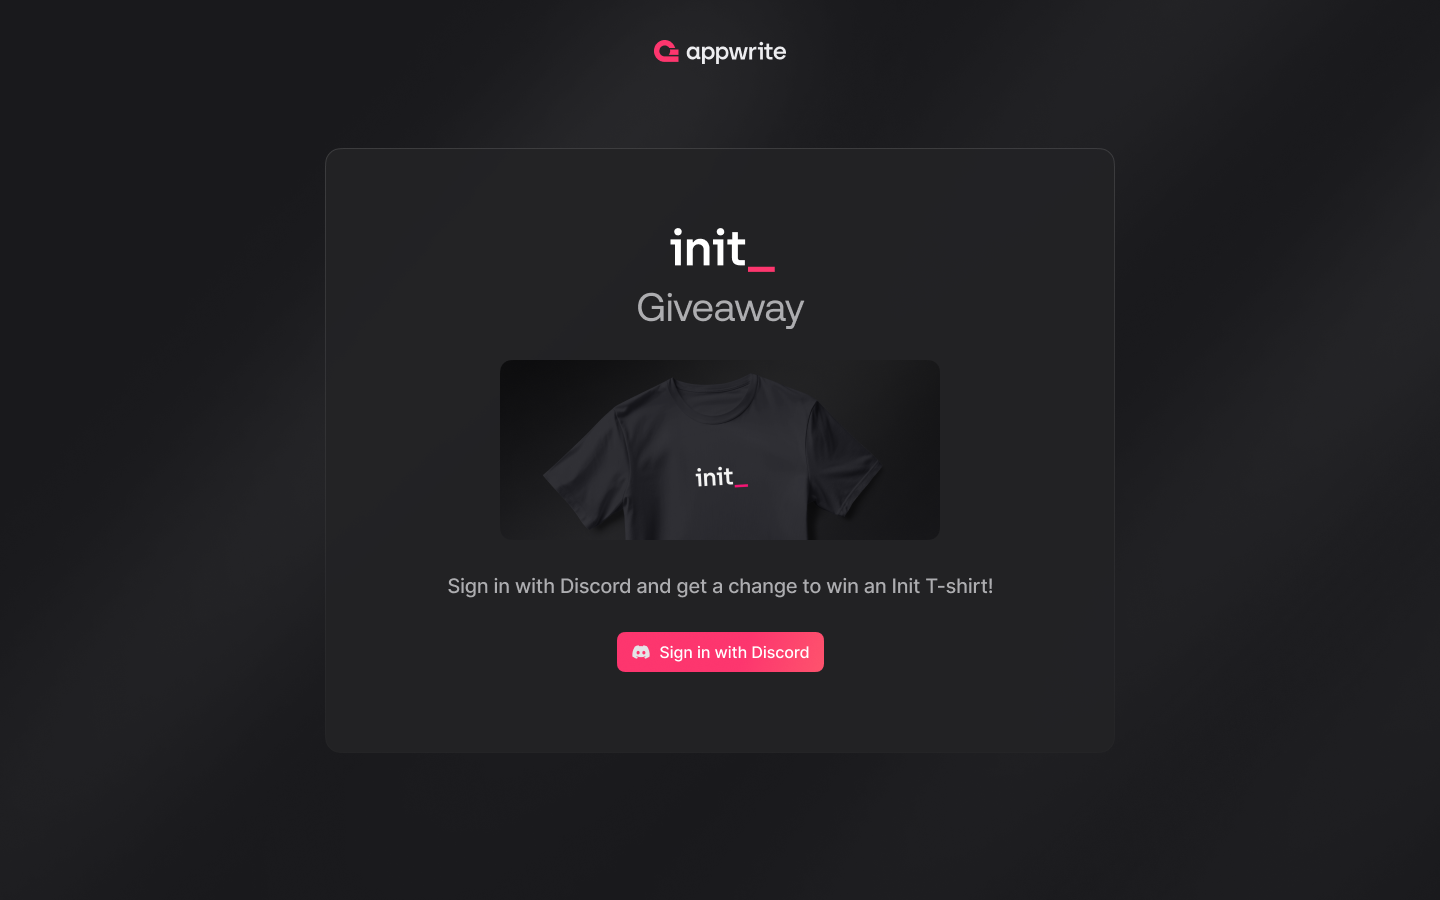 appwrite
init_
Giveaway
init_
Sign in with Discord and get a change to win an Init T-shirt!
Sign in with Discord